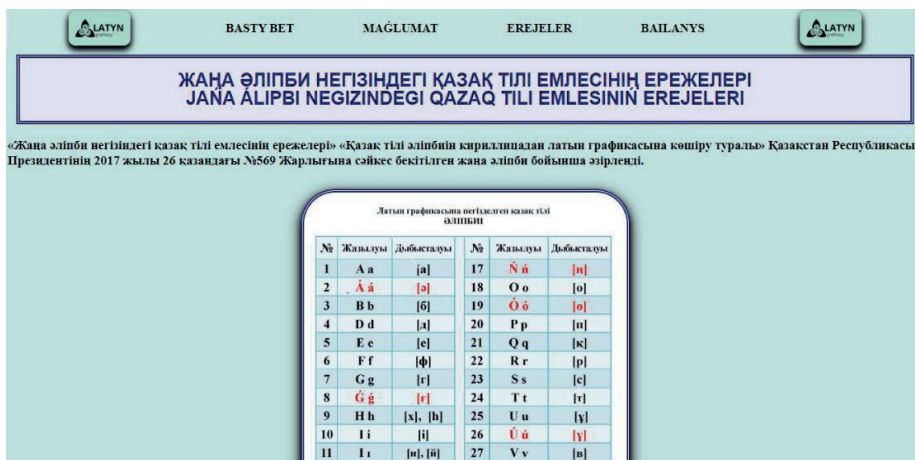 LATYN BASTY BET MAǴLUMAT EREJELER BAILANYS LATYN
ЖАҢА ӘЛІПБИ НЕГІЗІНДЕГІ ҚАЗАҚ ТІЛІ ЕМЛЕСІНІҢ ЕРЕЖЕЛЕРІ
JAŃA ÁLIPBI NEGIZINDEGI QAZAQ TILI EMLESINIŃ EREJELERI
«Жаңа әліпби негізіндегі қазақ тілі емлесінің ережелері» «Қазақ тілі әліпбиін кириллицадан латын графикасына көшіру туралы» Қазақстан Республикасы
Президентінің 2017 жылы 26 қазандағы №569 Жарлығына сәйкес бекітілген жаңа әліпби бойынша әзірленді.
Латын графикасына негізделген қазақ тілі
ӘЛІПБИІ
№ Жазылуы Дыбысталуы № Жазылуы Дыбысталуы
1 A a [а] 17 Ń ń [ң]
2 Á á [ә] 18 O o [о]
3 B b [б] 19 Ó ó [ө]
4 D d [д] 20 P p [п]
5 E e [е] 21 Q q [қ]
6 F f [ф] 22 R r [р]
7 G g [г] 23 S s [с]
8 Ǵ ǵ [ғ] 24 T t [т]
9 H h [х], [һ] 25 U u [ұ]
10 I i [і] 26 Ú ú [ү]
11 I ı [и], [й] 27 V v [в]